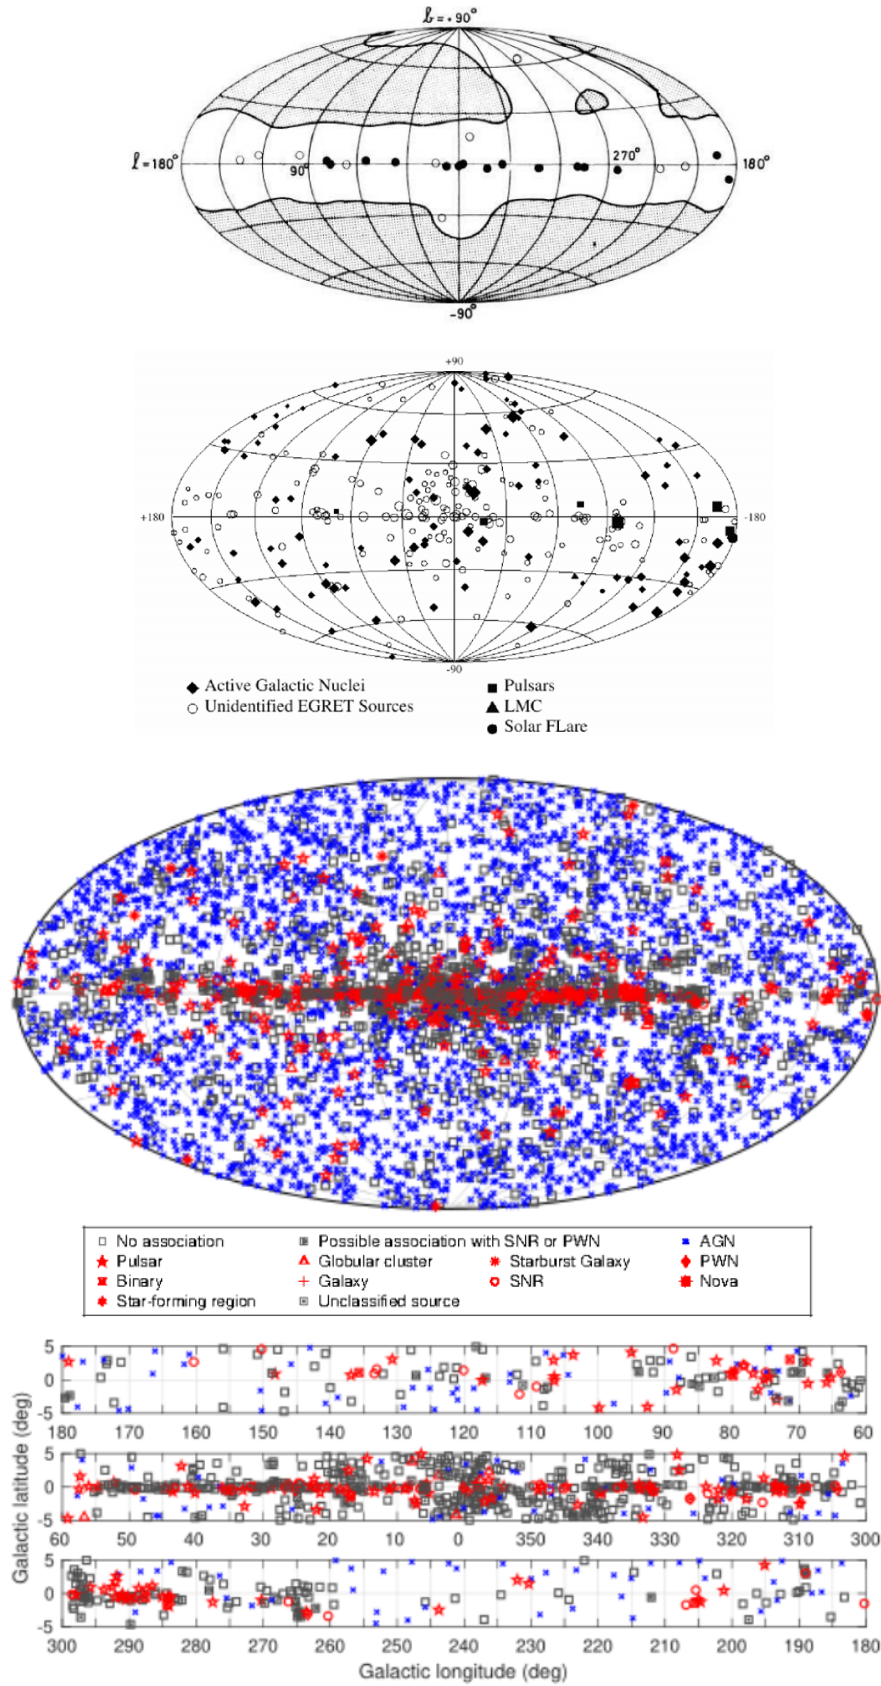 b=+90°
l=180°
90°
270°
180°
-90°
+90
+180
-180
-90
Active Galactic Nuclei
Pulsars
Unidentified EGRET Sources
LMC
Solar FLare
No association
Possible association with SNR or PWN
AGN
Pulsar
Globular cluster
Starburst Galaxy
PWN
Binary
Galaxy
SNR
Nova
Star-forming region
Unclassified source
Galactic latitude (deg)
5
0
-5
180 170 160 150 140 130 120 110 100 90 80 70 60
5
0
-5
60 50 40 30 20 10 0 350 340 330 320 310 300
5
0
-5
300 290 280 270 260 250 240 230 220 210 200 190 180
Galactic longitude (deg)